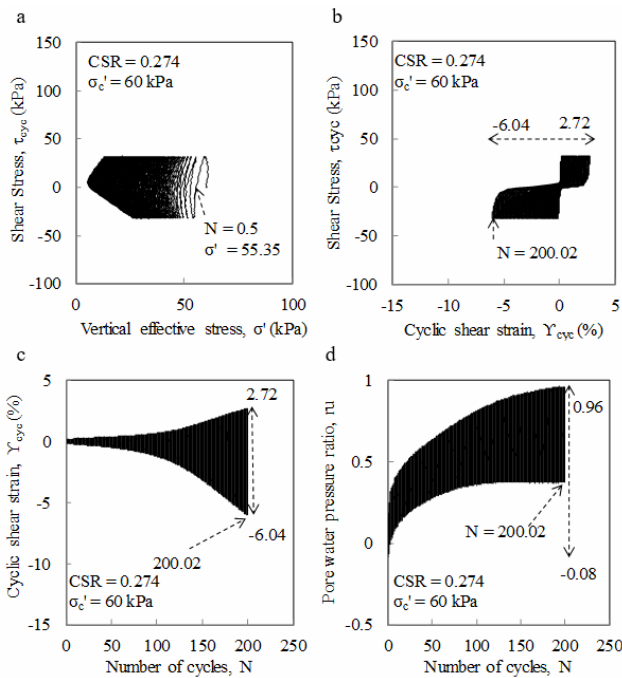 a
CSR = 0.274
σc' = 60 kPa
150
100
50
0
-50
-100
Shear Stress, τcyc (kPa)
N = 0.5
σ' = 55.35
0
50
100
Vertical effective stress, σ' (kPa)
b
CSR = 0.274
σc' = 60 kPa
150
100
50
0
-50
-100
Shear Stress, τcyc (kPa)
-6.04
2.72
N = 200.02
-15
-10
-5
0
5
Cyclic shear strain, ϒcyc (%)
c
5
0
-5
-10
-15
Cyclic shear strain, ϒcyc (%)
2.72
-6.04
200.02
CSR = 0.274
σc' = 60 kPa
0
50
100
150
200
250
Number of cycles, N
d
1
0.5
0
-0.5
Pore water pressure ratio, ru
0.96
N = 200.02
-0.08
CSR = 0.274
σc' = 60 kPa
0
50
100
150
200
250
Number of cycles, N